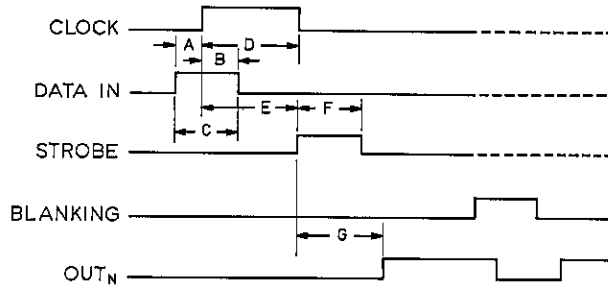 CLOCK
A D
B
DATA IN
E F
C
STROBE
BLANKING
G
OUTN